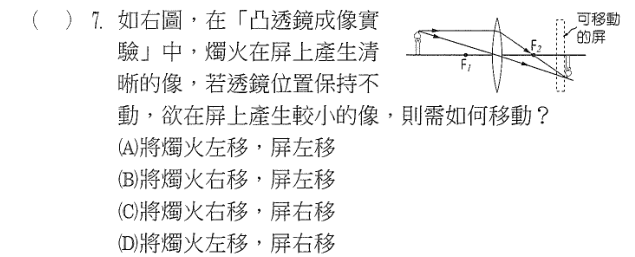 （　）7. 如右圖，在「凸透鏡成像實
驗」中，燭火在屏上產生清
晰的像，若透鏡位置保持不
動，欲在屏上產生較小的像，則需如何移動？
(A)將燭火左移，屏左移
(B)將燭火右移，屏左移
(C)將燭火右移，屏右移
(D)將燭火左移，屏右移
可移動
的屏
F₂
F₁